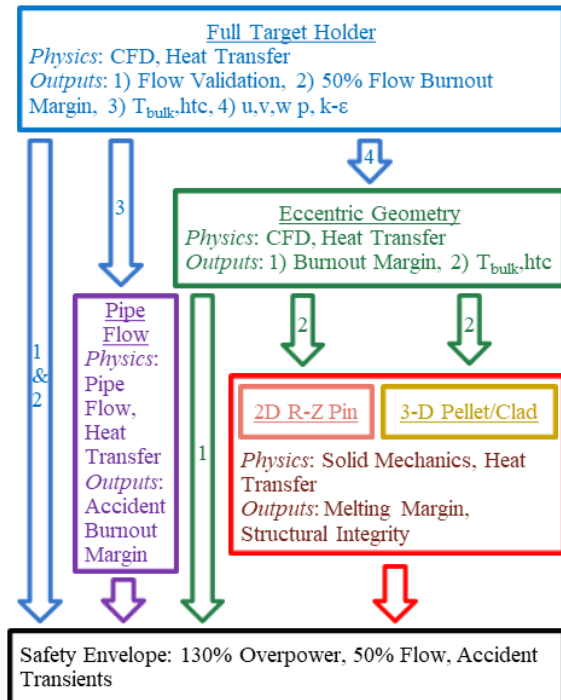 Full Target Holder
Physics: CFD, Heat Transfer
Outputs: 1) Flow Validation, 2) 50% Flow Burnout
Margin, 3) T_bulk,htc, 4) u,v,w p, k-ε
4
3
Eccentric Geometry
Physics: CFD, Heat Transfer
Outputs: 1) Burnout Margin, 2) T_bulk,htc
1
&
2
Pipe
Flow
Physics:
Pipe
Flow,
Heat
Transfer
Outputs:
Accident
Burnout
Margin
1
2
2
2D R-Z Pin
3-D Pellet/Clad
Physics: Solid Mechanics, Heat
Transfer
Outputs: Melting Margin,
Structural Integrity
Safety Envelope: 130% Overpower, 50% Flow, Accident
Transients